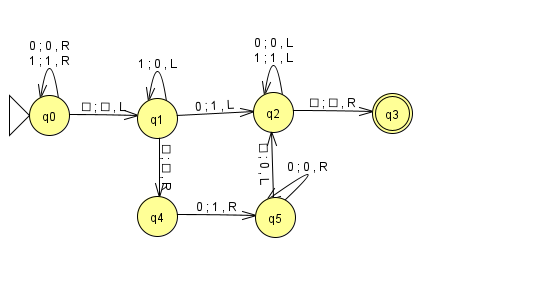 0 ; 0 , R
1 ; 1 , R
1 ; 0 , L
0 ; 0 , L
1 ; 1 , L
□ ; □ , L
0 ; 1 , L
□ ; □ , R
q0
q1
q2
q3
□ ; □ , R
□ ; 0 , L
0 ; 0 , R
0 ; 1 , R
q4
q5